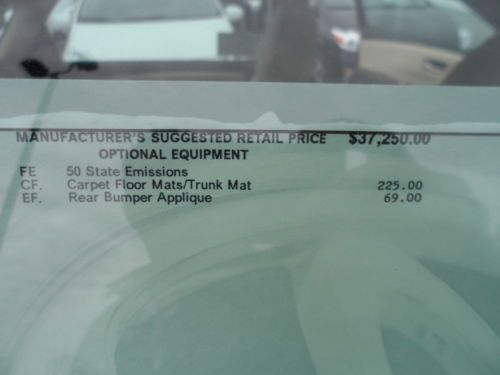 MANUFACTURER'S SUGGESTED RETAIL PRICE $37,250.00
OPTIONAL EQUIPMENT
FE 50 State Emissions
CF. Carpet Floor Mats/Trunk Mat 225.00
EF. Rear Bumper Applique 69.00